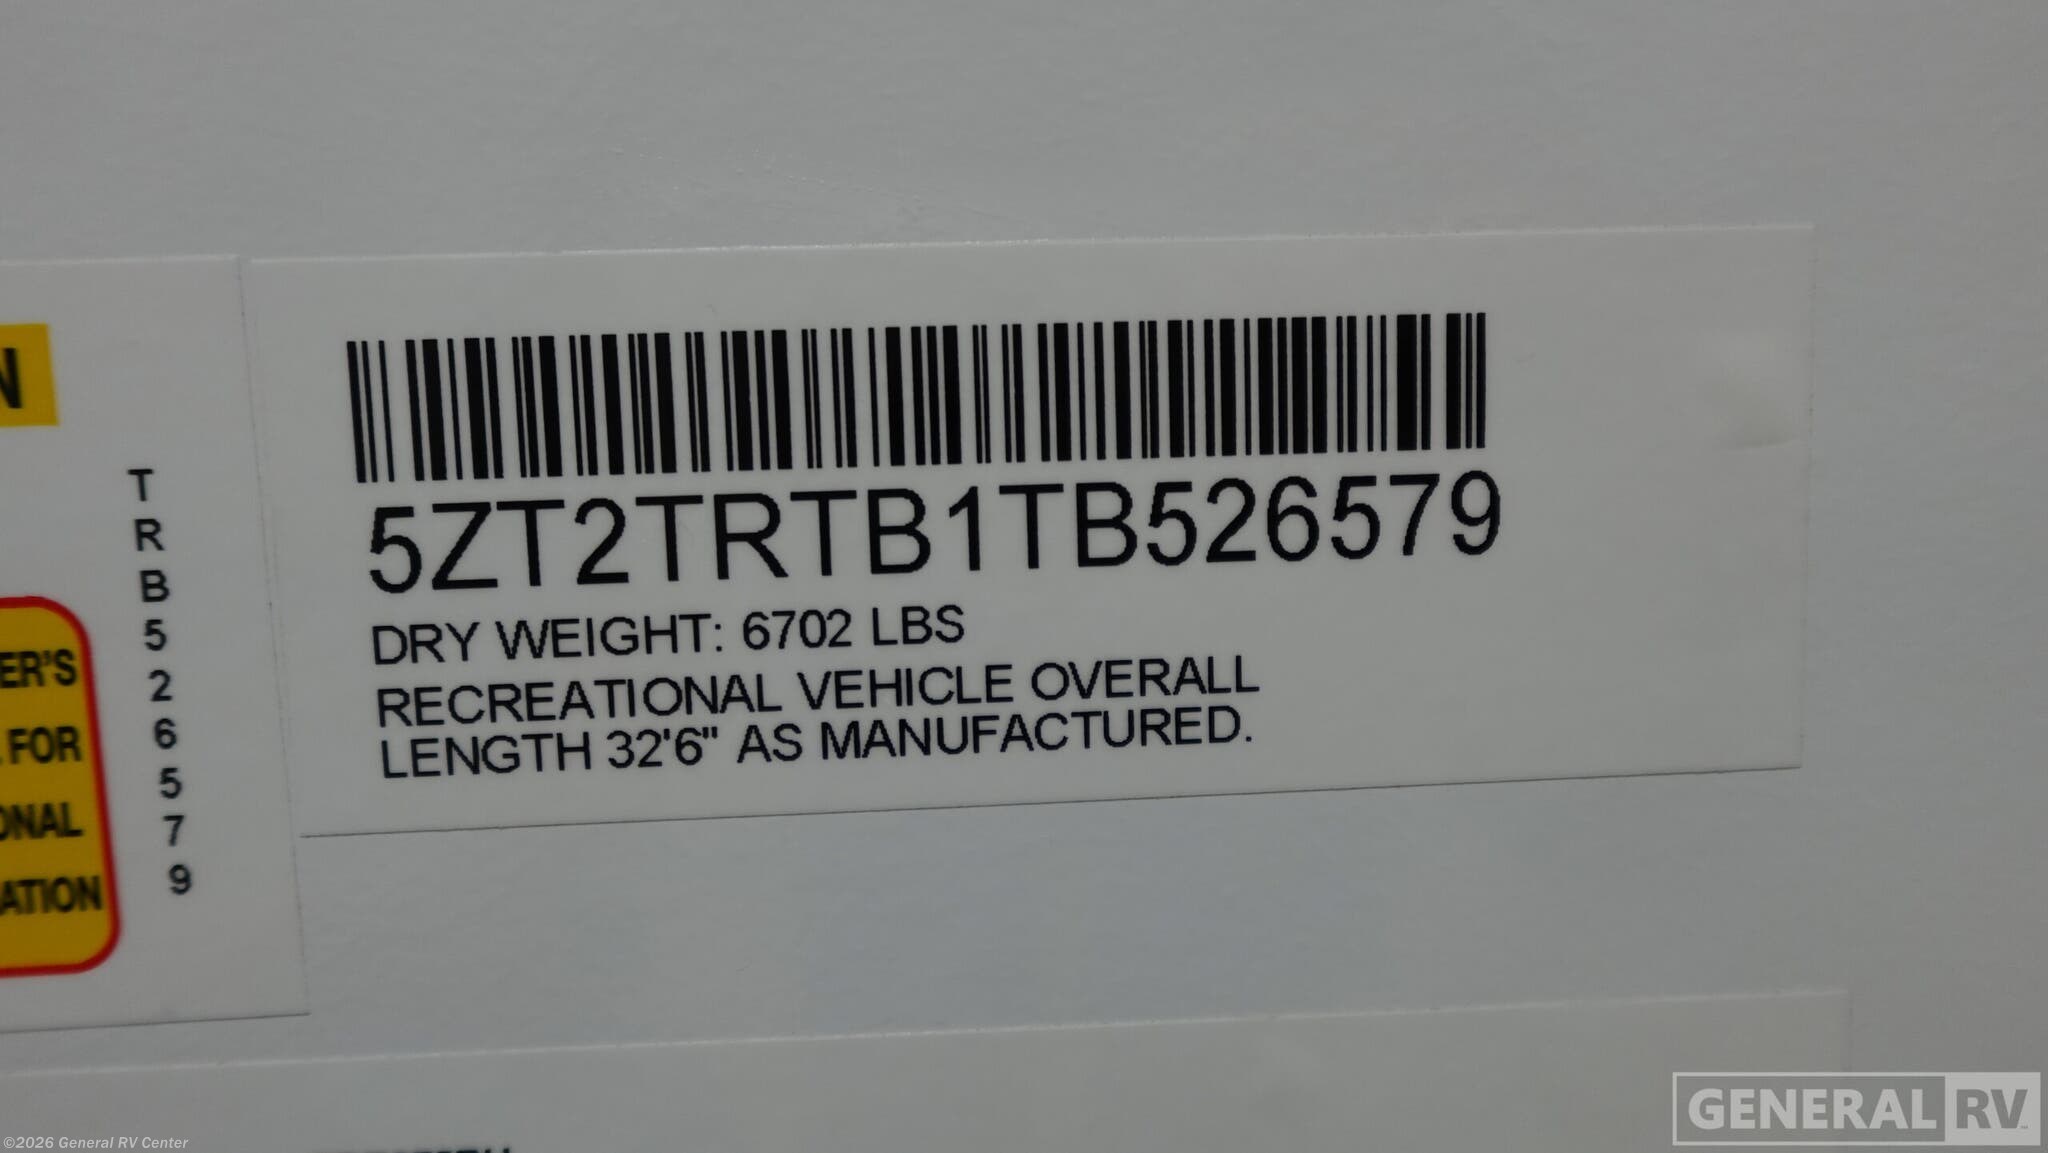 N
ER'S
FOR
ONAL
ATION
T
R
B
5
2
6
5
7
9
5ZT2TRTB1TB526579
DRY WEIGHT: 6702 LBS
RECREATIONAL VEHICLE OVERALL
LENGTH 32'6" AS MANUFACTURED.
GENERAL RV
©2026 General RV Center